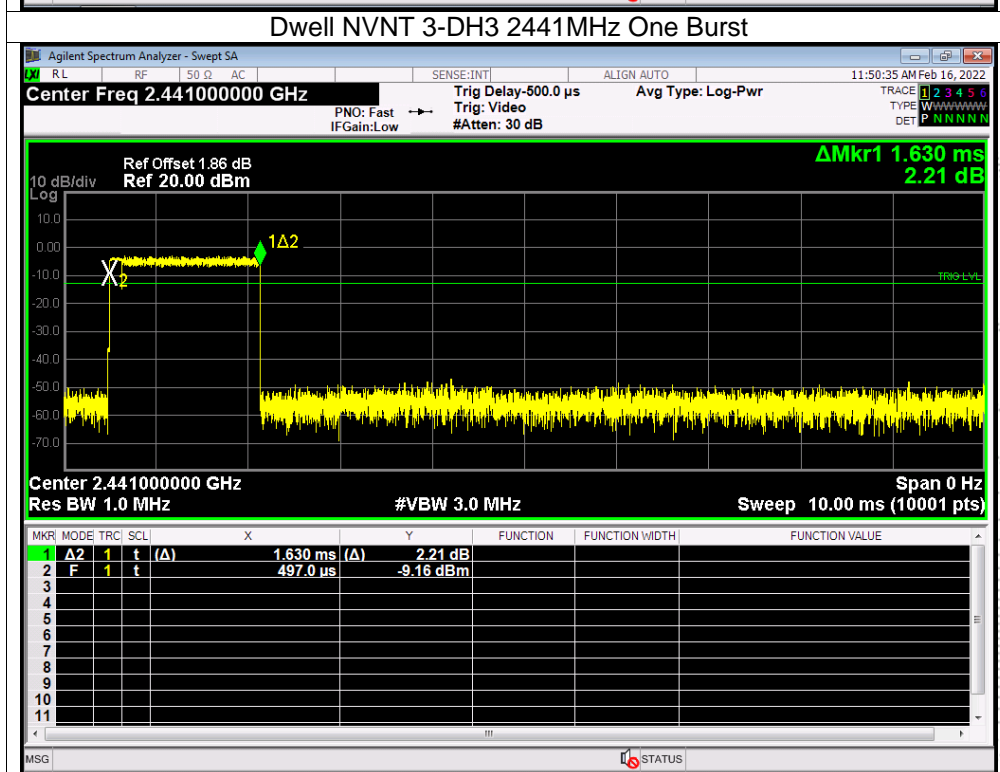 Dwell NVNT 3-DH3 2441MHz One Burst
Agilent Spectrum Analyzer - Swept SA
LXI RL RF 50 Ω AC SENSE:INT ALIGN AUTO 11:50:35 AM Feb 16, 2022
Center Freq 2.441000000 GHz Trig Delay-500.0 µs Avg Type: Log-Pwr TRACE 1 2 3 4 5 6
PNO: Fast Trig: Video TYPE WWWWWWW
IFGain:Low #Atten: 30 dB DET P N N N N N
ΔMkr1 1.630 ms
2.21 dB
Ref Offset 1.86 dB
10 dB/div Ref 20.00 dBm
Log
10.0
0.00
1Δ2
-10.0
2
TRIG LVL
-20.0
-30.0
-40.0
-50.0
-60.0
-70.0
Center 2.441000000 GHz Span 0 Hz
Res BW 1.0 MHz #VBW 3.0 MHz Sweep 10.00 ms (10001 pts)
MKR MODE TRC SCL X Y FUNCTION FUNCTION WIDTH FUNCTION VALUE
1 Δ2 1 t (Δ) 1.630 ms (Δ) 2.21 dB
2 F 1 t 497.0 µs -9.16 dBm
3
4
5
6
7
8
9
10
11
MSG STATUS